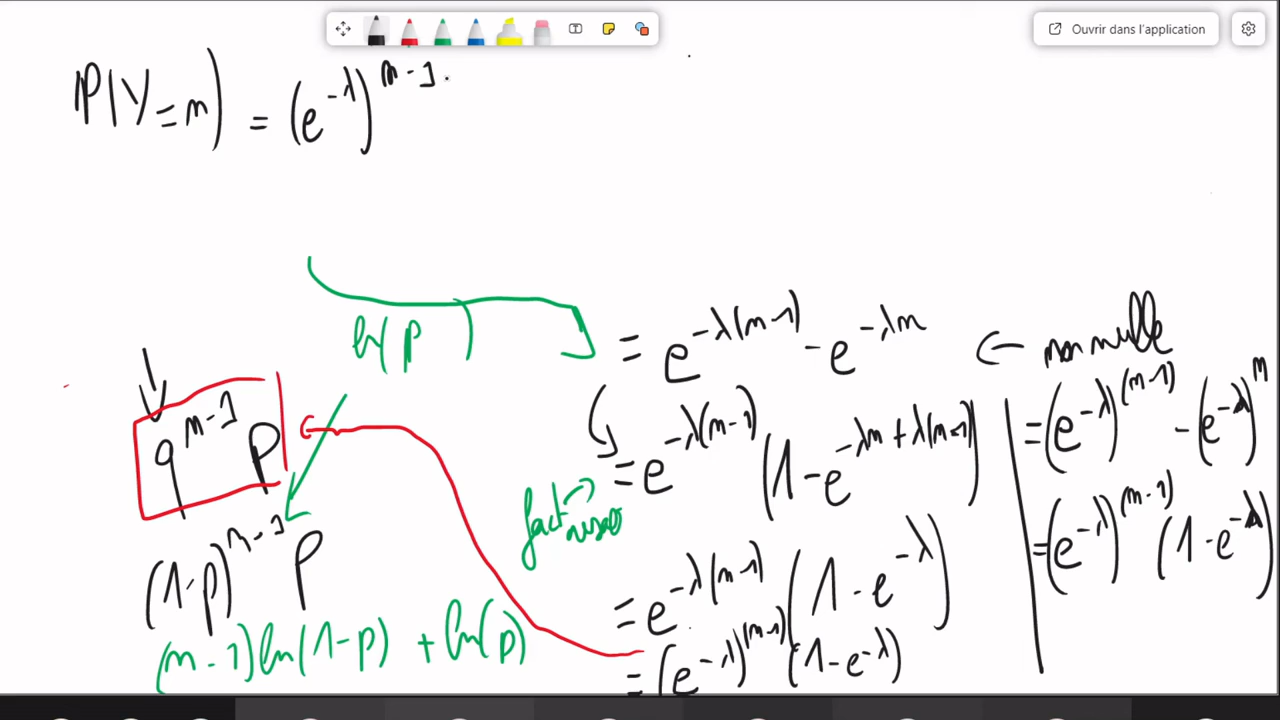 Ouvrir dans l'application
P(Y=n) = (e^{-λ})^{n-1}
ln(p)
= e^{-λ(n-1)} - e^{-λn} ← non nulle
= e^{-λ(n-1)} (1 - e^{-λn + λ(n-1)})
factoriser
= e^{-λ(n-1)} (1 - e^{-λ})
= (e^{-λ})^{(n-1)} (1 - e^{-λ})
= (e^{-λ})^{(n-1)} - (e^{-λ})^{n}
= (e^{-λ})^{(n-1)} (1 - e^{-λ})
q^{n-1} p
(1-p)^{n-1} p
(n-1) ln(1-p) + ln(p)